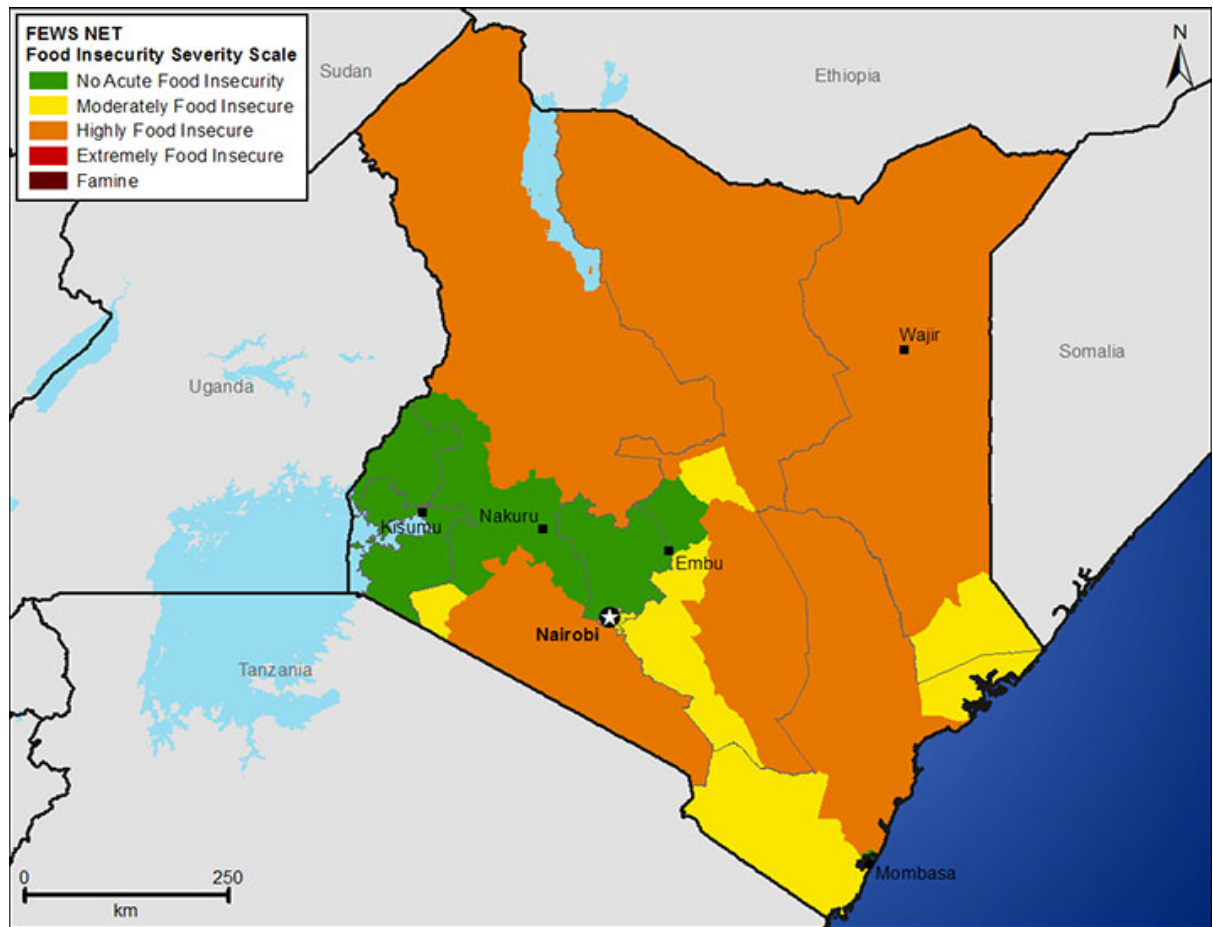 FEWS NET
Food Insecurity Severity Scale
No Acute Food Insecurity
Moderately Food Insecure
Highly Food Insecure
Extremely Food Insecure
Famine
Sudan
Ethiopia
N
Wajir
Somalia
Uganda
Kisumu
Nakuru
Embu
Nairobi
Tanzania
Mombasa
0 250
km